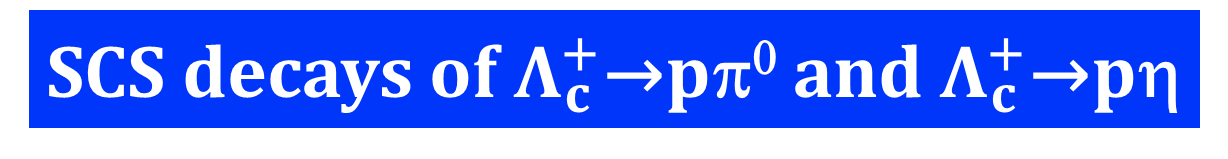 SCS decays of Λc⁺→pπ⁰ and Λc⁺→pη